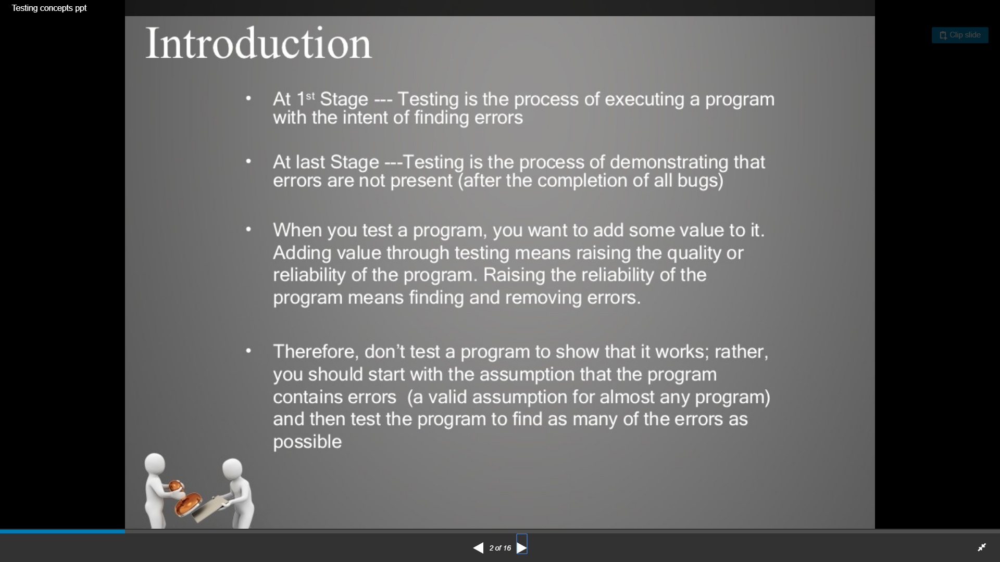 Testing concepts ppt
Clip slide
Introduction
• At 1st Stage --- Testing is the process of executing a program
with the intent of finding errors
• At last Stage ---Testing is the process of demonstrating that
errors are not present (after the completion of all bugs)
• When you test a program, you want to add some value to it.
Adding value through testing means raising the quality or
reliability of the program. Raising the reliability of the
program means finding and removing errors.
• Therefore, don’t test a program to show that it works; rather,
you should start with the assumption that the program
contains errors  (a valid assumption for almost any program)
and then test the program to find as many of the errors as
possible
2 of 16